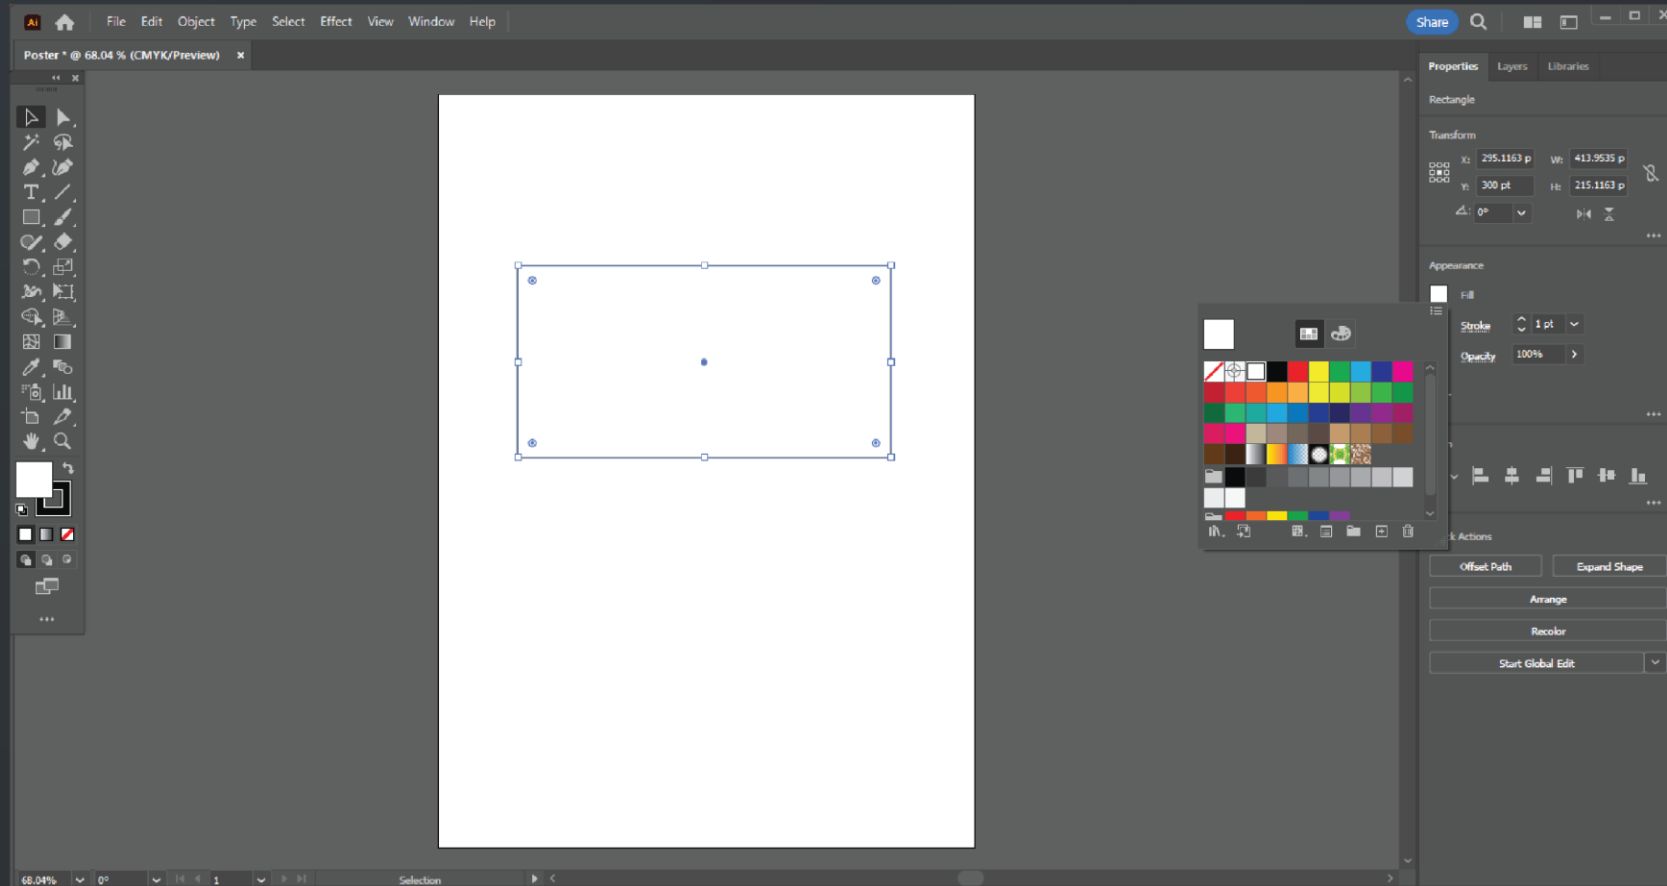 Ai File Edit Object Type Select Effect View Window Help Share
Poster * @ 68.04 % (CMYK/Preview) ×
Properties Layers Libraries
Rectangle
Transform
X: 295.1163 p W: 413.9535 p
Y: 300 pt H: 215.1163 p
0°
Appearance
Fill
Stroke 1 pt
Opacity 100%
k Actions
Offset Path Expand Shape
Arrange
Recolor
Start Global Edit
68.04% 0° 1 Selection